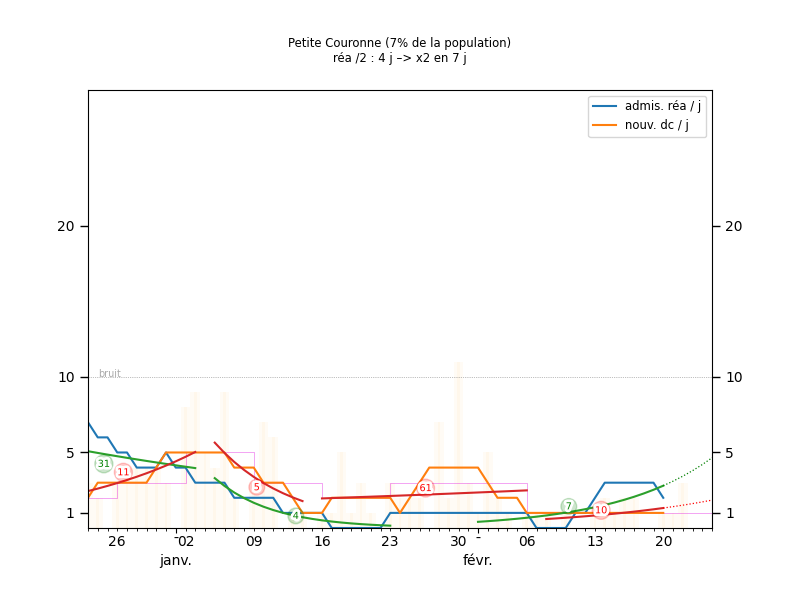 Petite Couronne (7% de la population)
réa /2 : 4 j –> x2 en 7 j
admis. réa / j
nouv. dc / j
20 20
bruit
10 10
5 5
31 11 5 61 4 7 10
1 1
26 02 09 16 23 30 06 13 20
janv. févr.